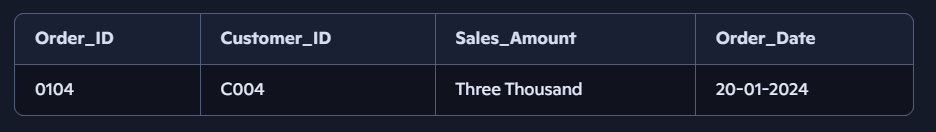 Order_ID Customer_ID Sales_Amount Order_Date
0104 C004 Three Thousand 20-01-2024